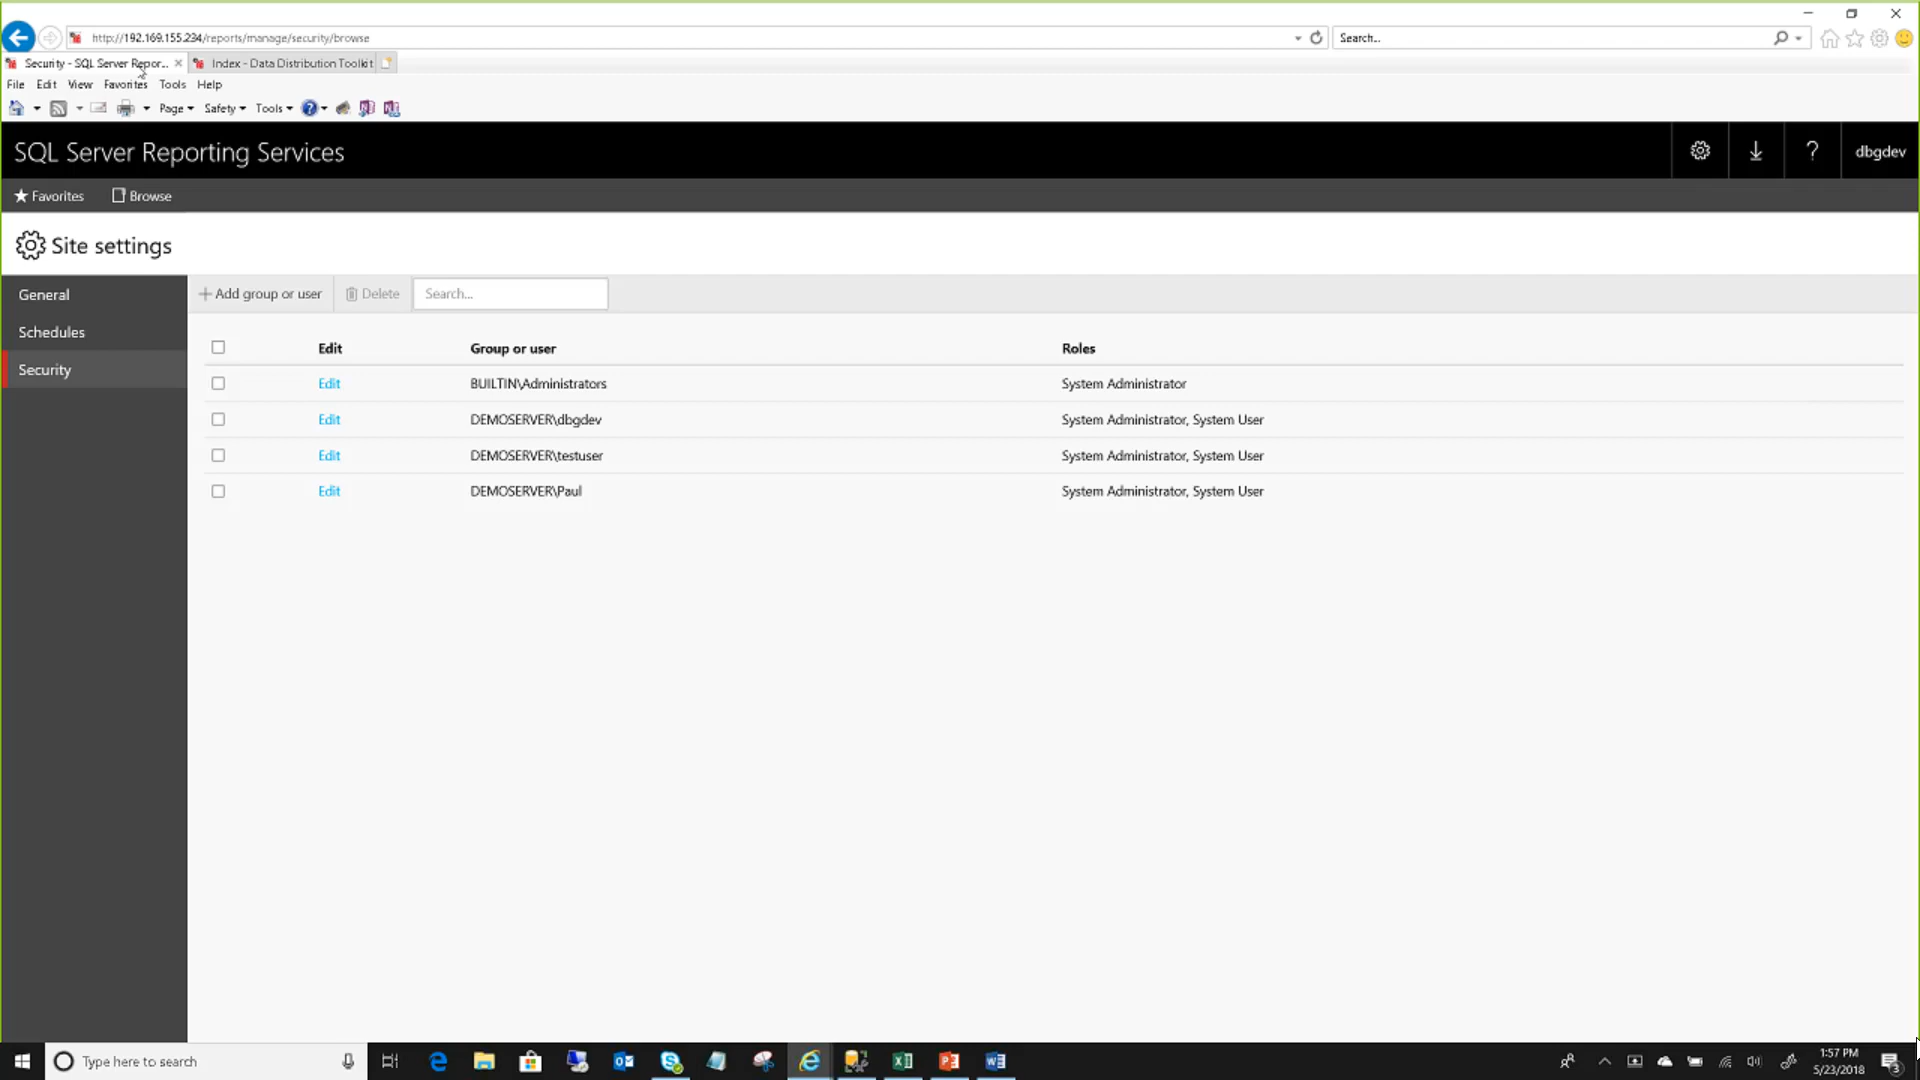 http://192.169.155.234/reports/manage/security/browse
Search...
Security - SQL Server Repor...
Index - Data Distribution Toolkit
File Edit View Favorites Tools Help
Page Safety Tools
SQL Server Reporting Services
dbgdev
Favorites Browse
Site settings
General
Schedules
Security
Add group or user Delete Search...
Edit Group or user Roles
Edit BUILTIN\Administrators System Administrator
Edit DEMOSERVER\dbgdev System Administrator, System User
Edit DEMOSERVER\testuser System Administrator, System User
Edit DEMOSERVER\Paul System Administrator, System User
Type here to search
1:57 PM
5/23/2018
3